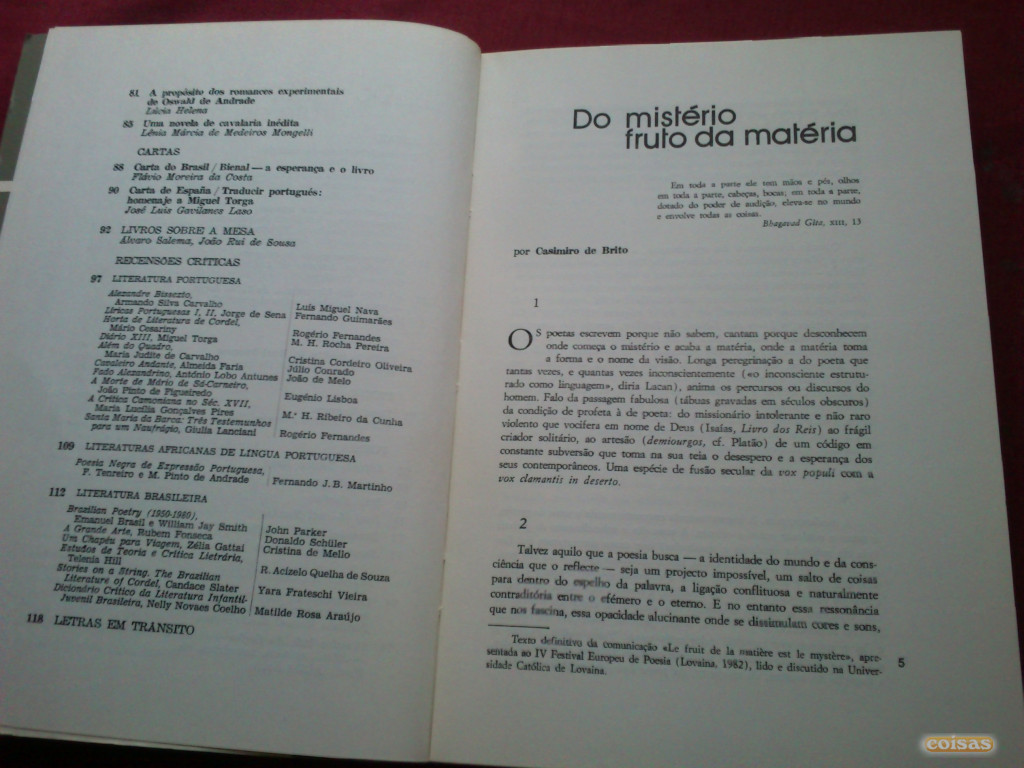 81 A propósito dos romances experimentais
de Oswald de Andrade
Lúcia Helena
85 Uma novela de cavalaria inédita
Lênia Márcia de Medeiros Mongelli
CARTAS
88 Carta do Brasil / Bienal — a esperança e o livro
Flávio Moreira da Costa
90 Carta de España / Traducir portugués:
homenaje a Miguel Torga
José Luis Gavilanes Laso
92 LIVROS SOBRE A MESA
Álvaro Salema, João Rui de Sousa
RECENSÕES CRÍTICAS
97 LITERATURA PORTUGUESA
Alexandre Bissexto,
Armando Silva Carvalho
Luís Miguel Nava
Líricas Portuguesas I, II, Jorge de Sena
Fernando Guimarães
Horta de Literatura de Cordel,
Mário Cesariny
Rogério Fernandes
Diário XIII, Miguel Torga
M. H. Rocha Pereira
Além do Quadro,
Maria Judite de Carvalho
Cristina Cordeiro Oliveira
Cavaleiro Andante, Almeida Faria
Júlio Conrado
Fado Alexandrino, António Lobo Antunes
João de Melo
A Morte de Mário de Sá-Carneiro,
João Pinto de Figueiredo
Eugénio Lisboa
A Crítica Camoniana no Séc. XVII,
Maria Lucília Gonçalves Pires
M.ª H. Ribeiro da Cunha
Santa Maria da Barca: Três Testemunhos
para um Naufrágio, Giulia Lanciani
Rogério Fernandes
109 LITERATURAS AFRICANAS DE LÍNGUA PORTUGUESA
Poesia Negra de Expressão Portuguesa,
F. Tenreiro e M. Pinto de Andrade
Fernando J. B. Martinho
112 LITERATURA BRASILEIRA
Brazilian Poetry (1950-1980),
Emanuel Brasil e William Jay Smith
John Parker
A Grande Arte, Rubem Fonseca
Donaldo Schüler
Um Chapéu para Viagem, Zélia Gattai
Cristina de Mello
Estudos de Teoria e Crítica Literária,
Telenia Hill
R. Acízelo Quelha de Souza
Stories on a String. The Brazilian
Literature of Cordel, Candace Slater
Yara Frateschi Vieira
Dicionário Crítico da Literatura Infantil-
Juvenil Brasileira, Nelly Novaes Coelho
Matilde Rosa Araújo
118 LETRAS EM TRÂNSITO
Do mistério
fruto da matéria
Em toda a parte ele tem mãos e pés, olhos
em toda a parte, cabeças, bocas; em toda a parte,
dotado do poder de audição, eleva-se no mundo
e envolve todas as coisas.
Bhagavad Gita, XIII, 13
por Casimiro de Brito
1
OS poetas escrevem porque não sabem, cantam porque desconhecem
onde começa o mistério e acaba a matéria, onde a matéria toma
a forma e o nome da visão. Longa peregrinação a do poeta que
tantas vezes, e quantas vezes inconscientemente («o inconsciente estrutu-
rado como linguagem», diria Lacan), anima os percursos ou discursos do
homem. Falo da passagem fabulosa (tábuas gravadas em séculos obscuros)
da condição de profeta à de poeta: do missionário intolerante e não raro
violento que vocifera em nome de Deus (Isaías, Livro dos Reis) ao frágil
criador solitário, ao artesão (demiourgos, cf. Platão) de um código em
constante subversão que toma na sua teia o desespero e a esperança dos
seus contemporâneos. Uma espécie de fusão secular da vox populi com a
vox clamantis in deserto.
2
Talvez aquilo que a poesia busca — a identidade do mundo e da cons-
ciência que o reflecte — seja um projecto impossível, um salto de coisas
para dentro do espelho da palavra, a ligação conflituosa e naturalmente
contraditória entre o efémero e o eterno. E no entanto essa ressonância
que nos fascina, essa opacidade alucinante onde se dissimulam cores e sons,
Texto definitivo da comunicação «Le fruit de la matière est le mystère», apre-
sentada ao IV Festival Europeu de Poesia (Lovaina, 1982), lido e discutido na Univer-
sidade Católica de Lovaina.
5
coisas